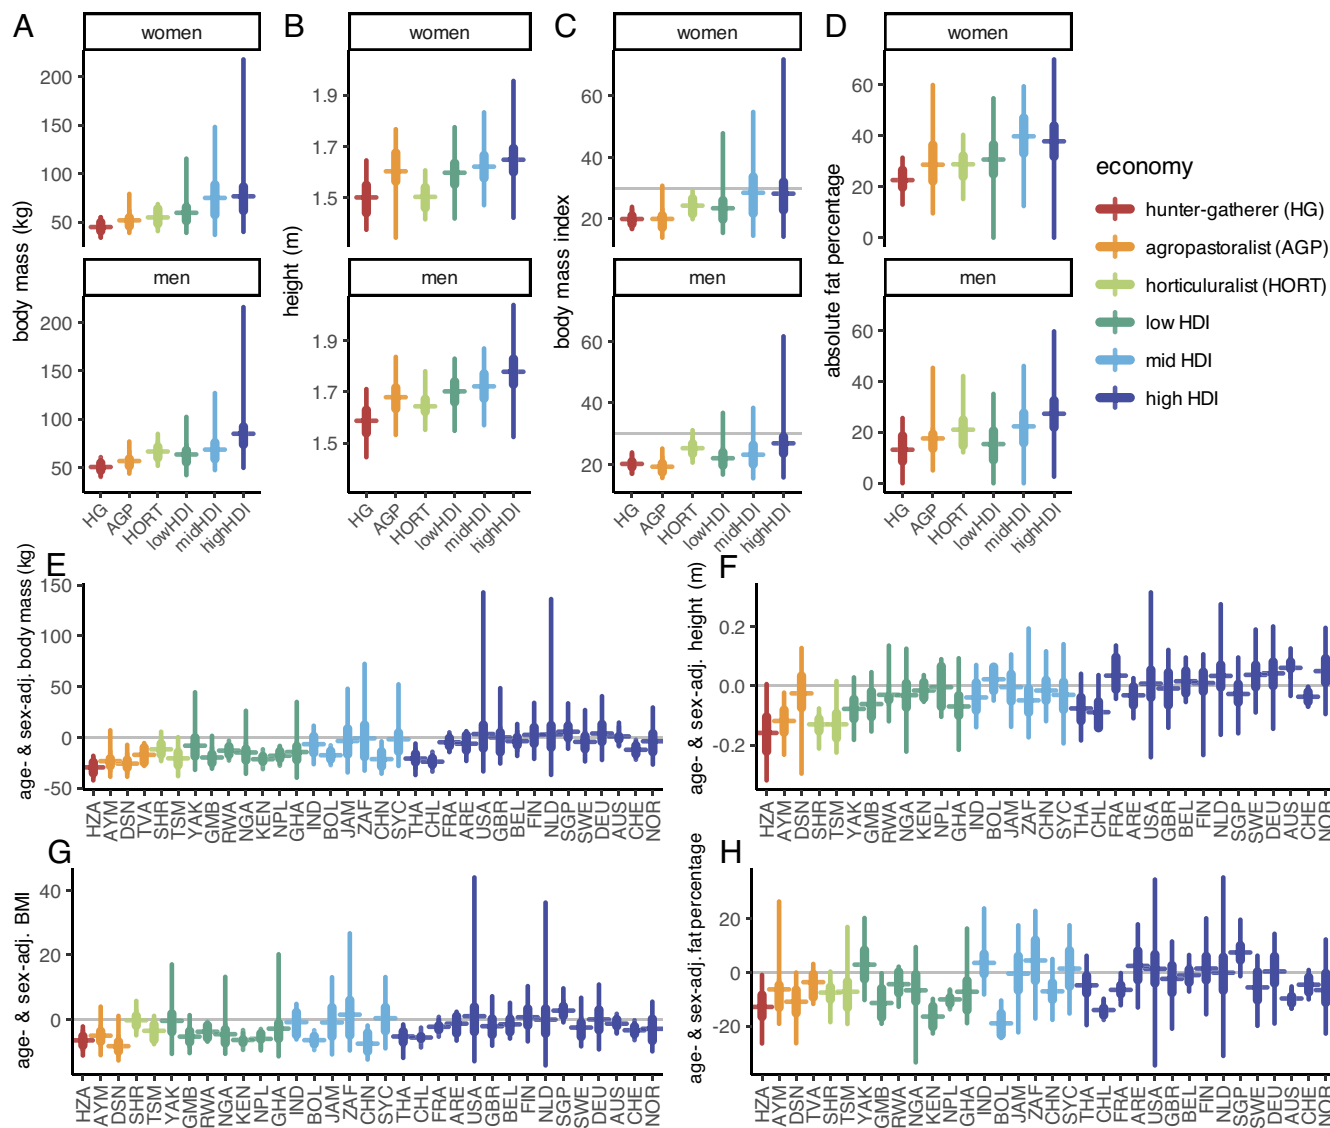 A
women
B
women
C
women
D
women
body mass (kg)
200
150
100
50
height (m)
1.9
1.7
1.5
body mass index
60
40
20
absolute fat percentage
60
40
20
0
men
men
men
men
200
150
100
50
1.9
1.7
1.5
60
40
20
60
40
20
0
HG AGP HORT lowHDI midHDI highHDI
HG AGP HORT lowHDI midHDI highHDI
HG AGP HORT lowHDI midHDI highHDI
HG AGP HORT lowHDI midHDI highHDI
economy
hunter-gatherer (HG)
agropastoralist (AGP)
horticuluralist (HORT)
low HDI
mid HDI
high HDI
E
age- & sex-adj. body mass (kg)
150
100
50
0
-50
HZA AYM DSN TVA SHR TSM YAK GMB RWA NGA KEN NPL GHA IND BOL JAM ZAF CHN SYC THA CHL FRA ARE USA GBR BEL FIN NLD SGP SWE DEU AUS CHE NOR
F
age- & sex-adj. height (m)
0.2
0.0
-0.2
HZA AYM DSN SHR TSM YAK GMB RWA NGA KEN NPL GHA IND BOL JAM ZAF CHN SYC THA CHL FRA ARE USA GBR BEL FIN NLD SGP SWE DEU AUS CHE NOR
G
age- & sex-adj. BMI
40
20
0
HZA AYM DSN SHR TSM YAK GMB RWA NGA KEN NPL GHA IND BOL JAM ZAF CHN SYC THA CHL FRA ARE USA GBR BEL FIN NLD SGP SWE DEU AUS CHE NOR
H
age- & sex-adj. fat percentage
20
0
-20
HZA AYM DSN TVA SHR TSM YAK GMB RWA NGA KEN NPL GHA IND BOL JAM ZAF CHN SYC THA CHL FRA ARE USA GBR BEL FIN NLD SGP SWE DEU AUS CHE NOR